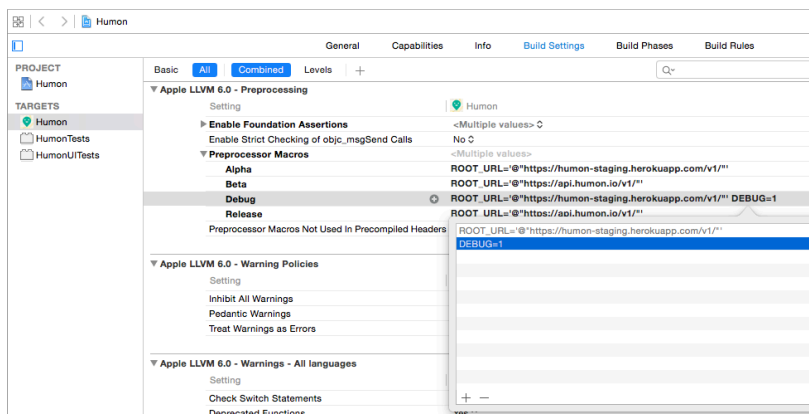 Humon
General Capabilities Info Build Settings Build Phases Build Rules
PROJECT
Humon
TARGETS
Humon
HumonTests
HumonUITests
Basic All Combined Levels +
Apple LLVM 6.0 - Preprocessing
Setting Humon
Enable Foundation Assertions <Multiple values>
Enable Strict Checking of objc_msgSend Calls No
Preprocessor Macros <Multiple values>
Alpha ROOT_URL='@"https://humon-staging.herokuapp.com/v1/"'
Beta ROOT_URL='@"https://api.humon.io/v1/"'
Debug ROOT_URL='@"https://humon-staging.herokuapp.com/v1/"' DEBUG=1
Release ROOT_URL='@"https://api.humon.io/v1/"'
Preprocessor Macros Not Used In Precompiled Headers
ROOT_URL='@"https://humon-staging.herokuapp.com/v1/"'
DEBUG=1
Apple LLVM 6.0 - Warning Policies
Setting
Inhibit All Warnings
Pedantic Warnings
Treat Warnings as Errors
Apple LLVM 6.0 - Warnings - All languages
Setting
Check Switch Statements
Deprecated Functions Yes